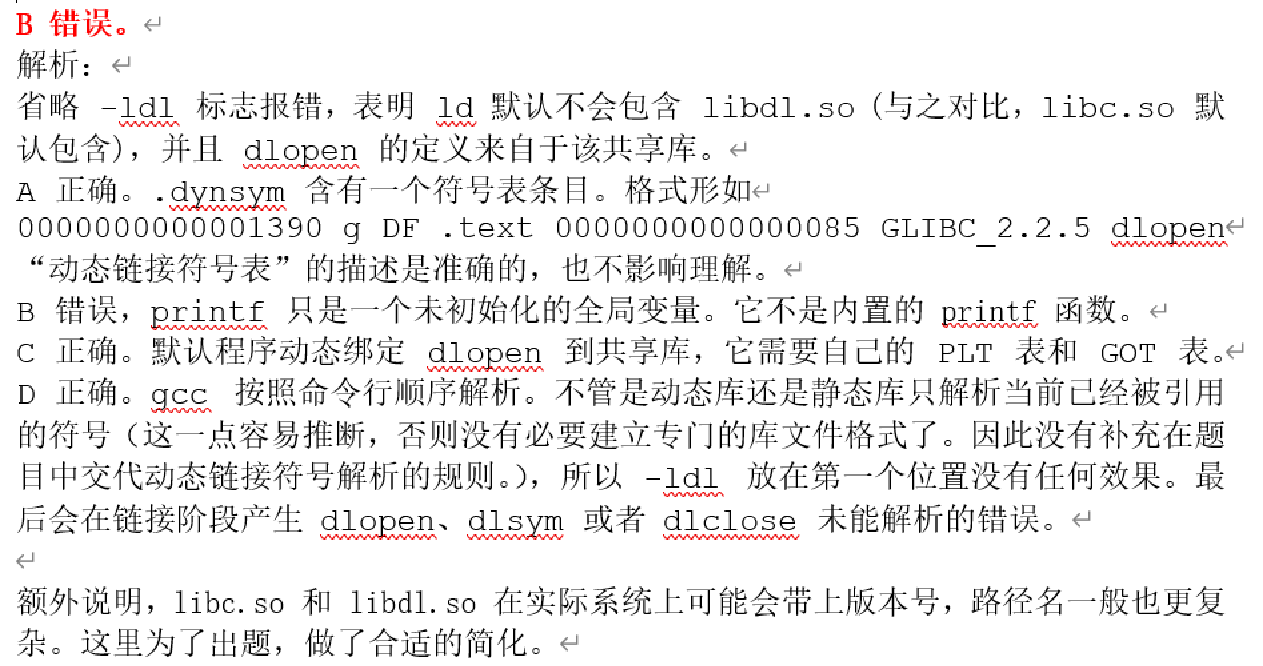 B 错误。
解析：
省略 -ldl 标志报错，表明 ld 默认不会包含 libdl.so（与之对比，libc.so 默
认包含），并且 dlopen 的定义来自于该共享库。
A 正确。.dynsym 含有一个符号表条目。格式形如
0000000000001390 g DF .text 0000000000000085 GLIBC_2.2.5 dlopen
“动态链接符号表”的描述是准确的，也不影响理解。
B 错误，printf 只是一个未初始化的全局变量。它不是内置的 printf 函数。
C 正确。默认程序动态绑定 dlopen 到共享库，它需要自己的 PLT 表和 GOT 表。
D 正确。gcc 按照命令行顺序解析。不管是动态库还是静态库只解析当前已经被引用
的符号（这一点容易推断，否则没有必要建立专门的库文件格式了。因此没有补充在题
目中交代动态链接符号解析的规则。），所以 -ldl 放在第一个位置没有任何效果。最
后会在链接阶段产生 dlopen、dlsym 或者 dlclose 未能解析的错误。
额外说明，libc.so 和 libdl.so 在实际系统上可能会带上版本号，路径名一般也更复
杂。这里为了出题，做了合适的简化。